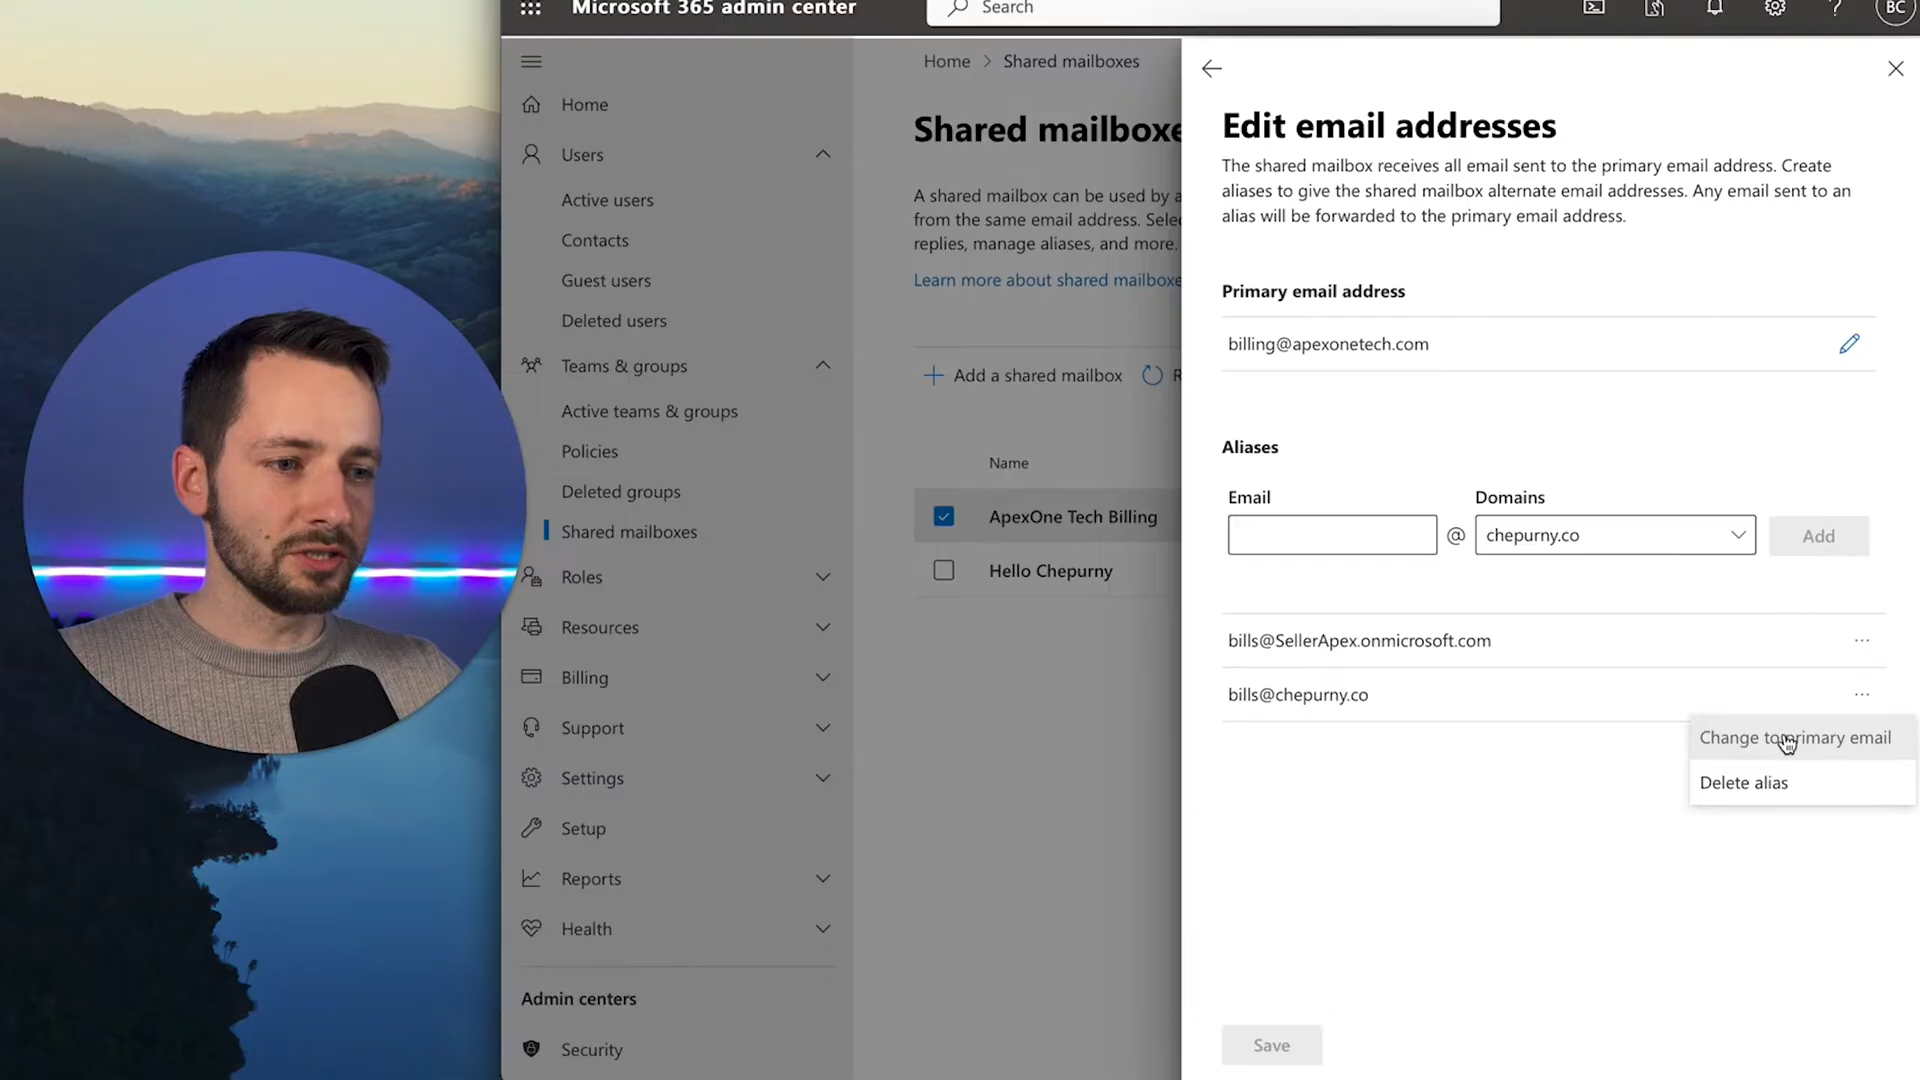 Microsoft 365 admin center
Search
BC
Home
Users
Active users
Contacts
Guest users
Deleted users
Teams & groups
Active teams & groups
Policies
Deleted groups
Shared mailboxes
Roles
Resources
Billing
Support
Settings
Setup
Reports
Health
Admin centers
Security
Home > Shared mailboxes
Shared mailboxe
A shared mailbox can be used by a
from the same email address. Sele
replies, manage aliases, and more.
Learn more about shared mailboxe
+ Add a shared mailbox R
Name
ApexOne Tech Billing
Hello Chepurny
Edit email addresses
The shared mailbox receives all email sent to the primary email address. Create
aliases to give the shared mailbox alternate email addresses. Any email sent to an
alias will be forwarded to the primary email address.
Primary email address
billing@apexonetech.com
Aliases
Email Domains
@ chepurny.co Add
bills@SellerApex.onmicrosoft.com
bills@chepurny.co
Change to primary email
Delete alias
Save